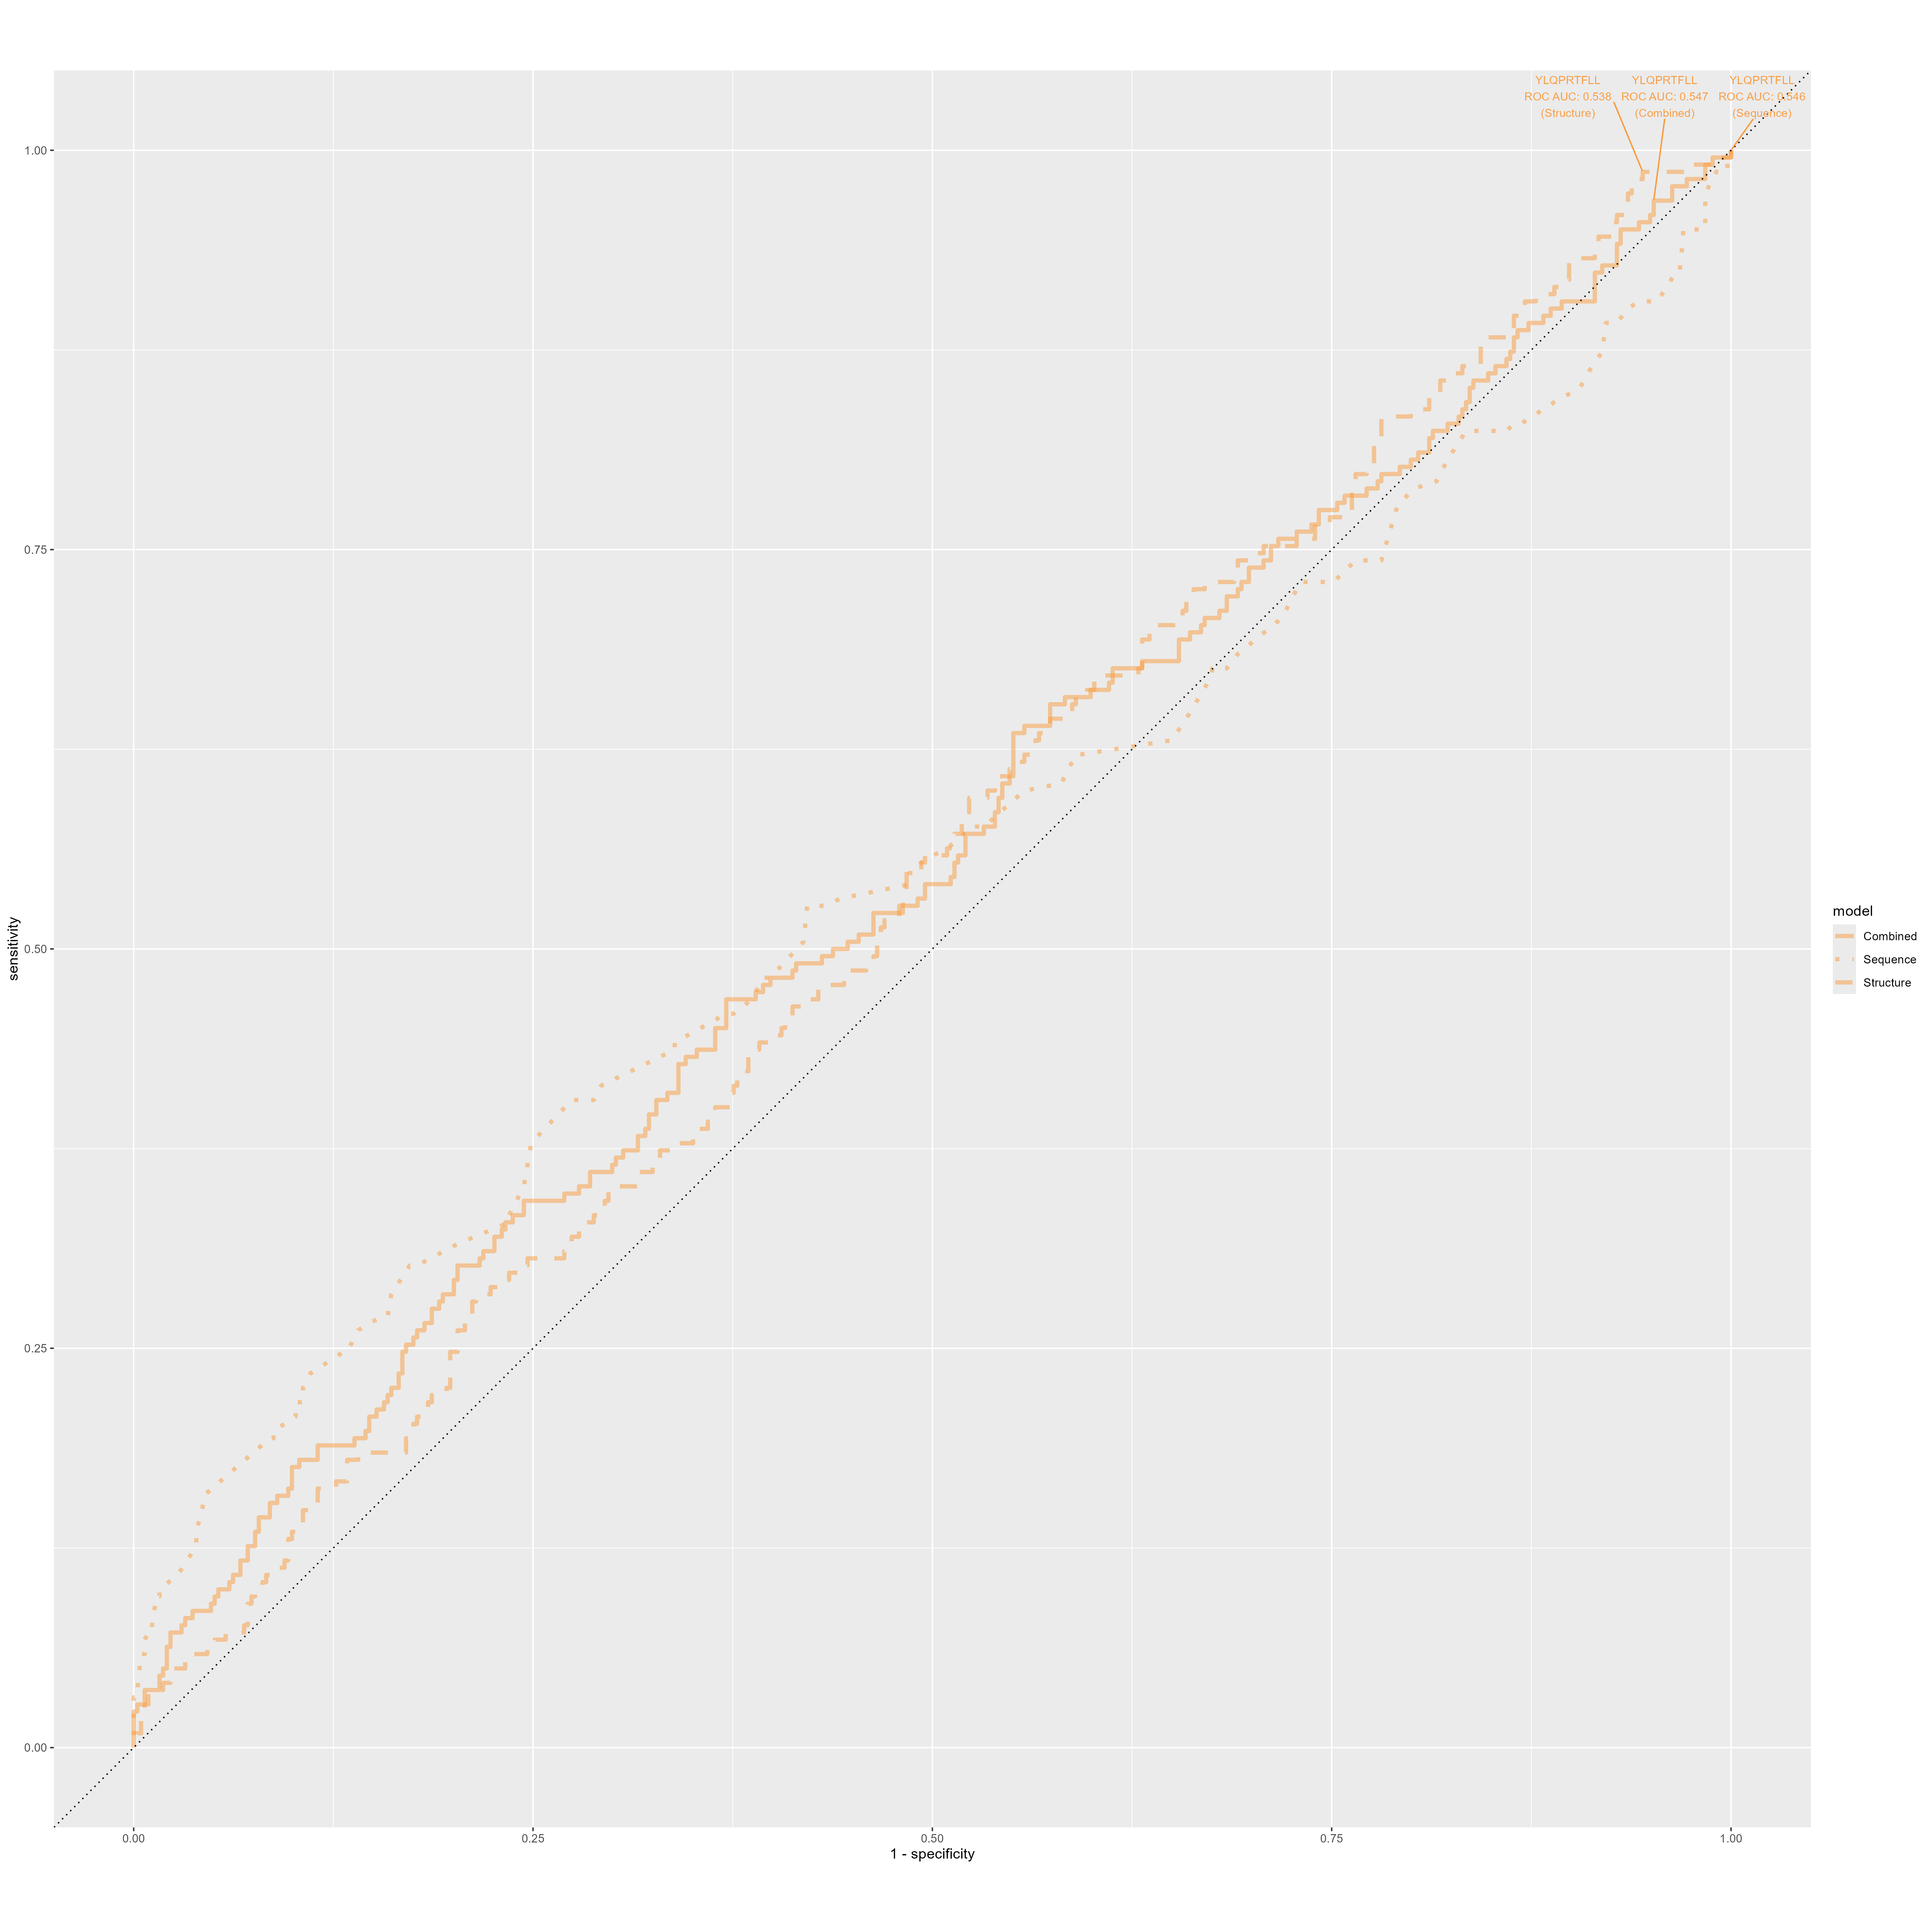 YLQPRTFLL
ROC AUC: 0.538
(Structure)
YLQPRTFLL
ROC AUC: 0.547
(Combined)
YLQPRTFLL
ROC AUC: 0.546
(Sequence)
1.00
0.75
0.50
0.25
0.00
sensitivity
0.00
0.25
0.50
0.75
1.00
1 - specificity
model
Combined
Sequence
Structure